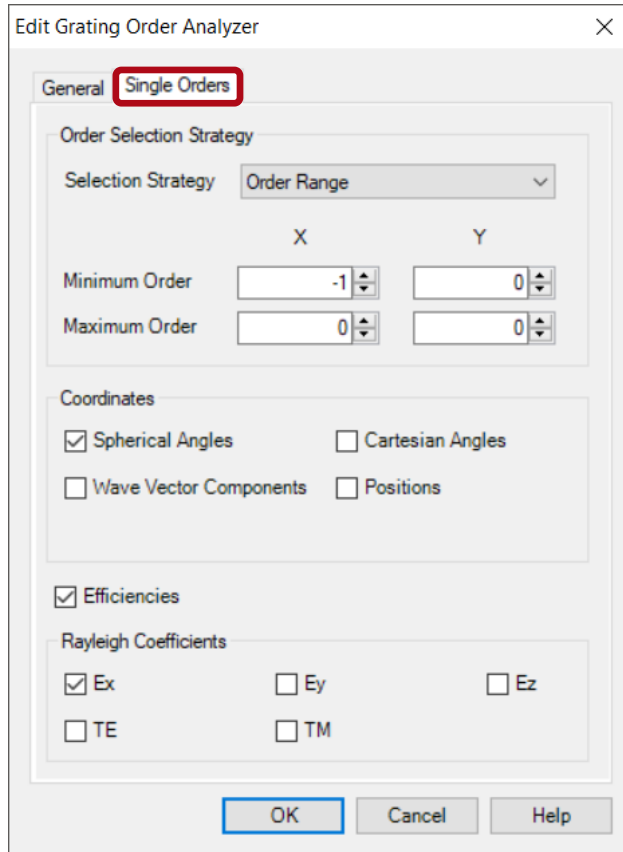 Edit Grating Order Analyzer
General Single Orders
Order Selection Strategy
Selection Strategy Order Range
X Y
Minimum Order -1 0
Maximum Order 0 0
Coordinates
Spherical Angles Cartesian Angles
Wave Vector Components Positions
Efficiencies
Rayleigh Coefficients
Ex Ey Ez
TE TM
OK Cancel Help